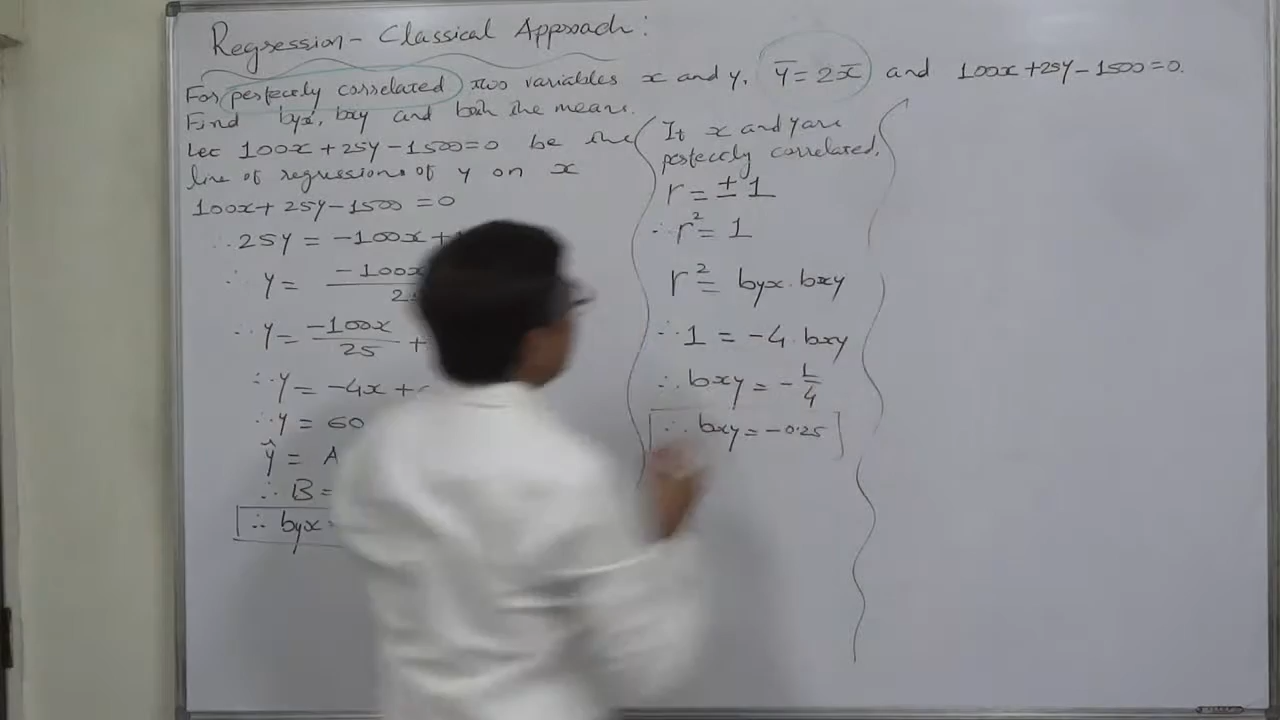 Regression - Classical Approach :
For perfectly correlated two variables x and y, ȳ = 2x̄ and 100x + 25y - 1500 = 0.
Find byx, bxy and both the means.
Let 100x + 25y - 1500 = 0 be the
line of regression of y on x
100x + 25y - 1500 = 0
∴ 25y = -100x +
∴ y = -100x
∴ y = -100x / 25 +
∴ y = -4x +
∴ y = 60
ŷ = A
∴ B =
∴ byx
If x and y are
perfectly correlated,
r = ± 1
∴ r² = 1
r² = byx . bxy
∴ 1 = -4 . bxy
∴ bxy = - 1/4
∴ bxy = -0.25